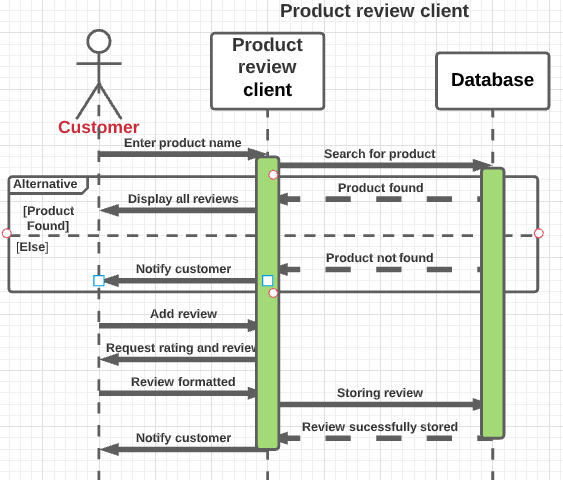 Product review client
Product
review
client
Database
Customer
Enter product name
Search for product
Alternative
Product found
Display all reviews
[Product
Found]
[Else]
Product not found
Notify customer
Add review
Request rating and review
Review formatted
Storing review
Review sucessfully stored
Notify customer